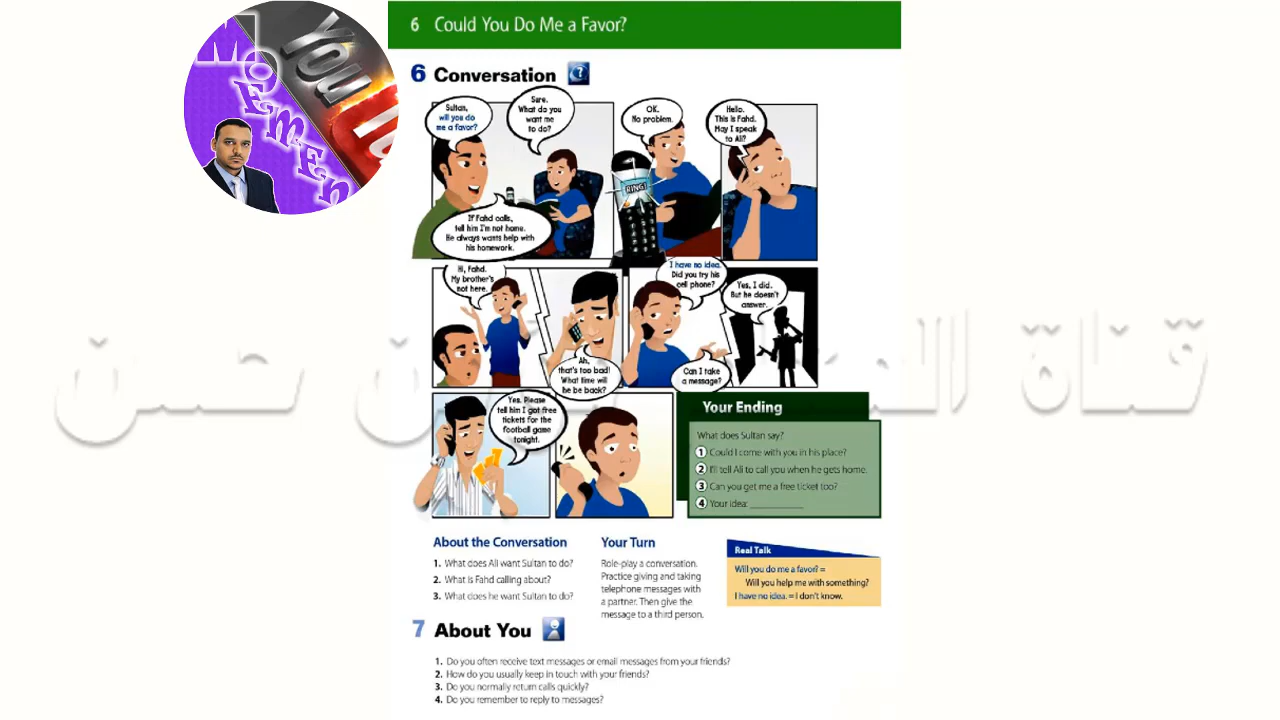 6 Could You Do Me a Favor?
6 Conversation
Sultan,
will you do
me a favor?
Sure.
What do you
want me
to do?
If Fahd calls,
tell him I'm not home.
He always wants help with
his homework.
OK.
No problem.
RING!
Hello.
This is Fahd.
May I speak
to Ali?
Hi, Fahd.
My brother's
not here.
Ah,
that's too bad!
What time will
he be back?
I have no idea.
Did you try his
cell phone?
Yes, I did.
But he doesn't
answer.
Can I take
a message?
Yes. Please
tell him I got free
tickets for the
football game
tonight.
Your Ending
What does Sultan say?
1 Could I come with you in his place?
2 I'll tell Ali to call you when he gets home.
3 Can you get me a free ticket too?
4 Your idea: ____________
About the Conversation
1. What does Ali want Sultan to do?
2. What is Fahd calling about?
3. What does he want Sultan to do?
Your Turn
Role-play a conversation.
Practice giving and taking
telephone messages with
a partner. Then give the
message to a third person.
Real Talk
Will you do me a favor? =
Will you help me with something?
I have no idea. = I don't know.
7 About You
1. Do you often receive text messages or email messages from your friends?
2. How do you usually keep in touch with your friends?
3. Do you normally return calls quickly?
4. Do you remember to reply to messages?
MOEMEN
You
قناة
حسن